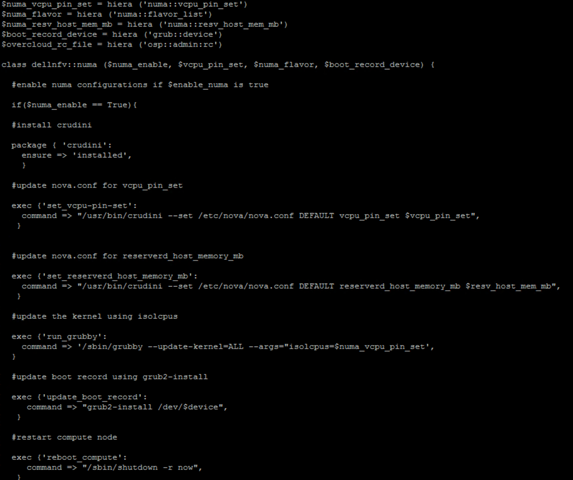 $numa_vcpu_pin_set = hiera ('numa::vcpu_pin_set')
$numa_flavor = hiera ('numa::flavor_list')
$numa_resv_host_mem_mb = hiera ('numa::resv_host_mem_mb')
$boot_record_device = hiera ('grub::device')
$overcloud_rc_file = hiera ('osp::admin:rc')
class dellnfv::numa ($numa_enable, $vcpu_pin_set, $numa_flavor, $boot_record_device) {
#enable numa configurations if $enable_numa is true
if($numa_enable == True){
#install crudini
package { 'crudini':
ensure => 'installed',
}
#update nova.conf for vcpu_pin_set
exec {'set_vcpu-pin-set':
command => "/usr/bin/crudini --set /etc/nova/nova.conf DEFAULT vcpu_pin_set $vcpu_pin_set",
}
#update nova.conf for reserverd_host_memory_mb
exec {'set_reserverd_host_memory_mb':
command => "/usr/bin/crudini --set /etc/nova/nova.conf DEFAULT reserverd_host_memory_mb $resv_host_mem_mb",
}
#update the kernel using isolcpus
exec {'run_grubby':
command => '/sbin/grubby --update-kernel=ALL --args="isolcpus=$numa_vcpu_pin_set',
}
#update boot record using grub2-install
exec {'update_boot_record':
command => "grub2-install /dev/$device",
}
#restart compute node
exec {'reboot_compute':
command => "/sbin/shutdown -r now",
}